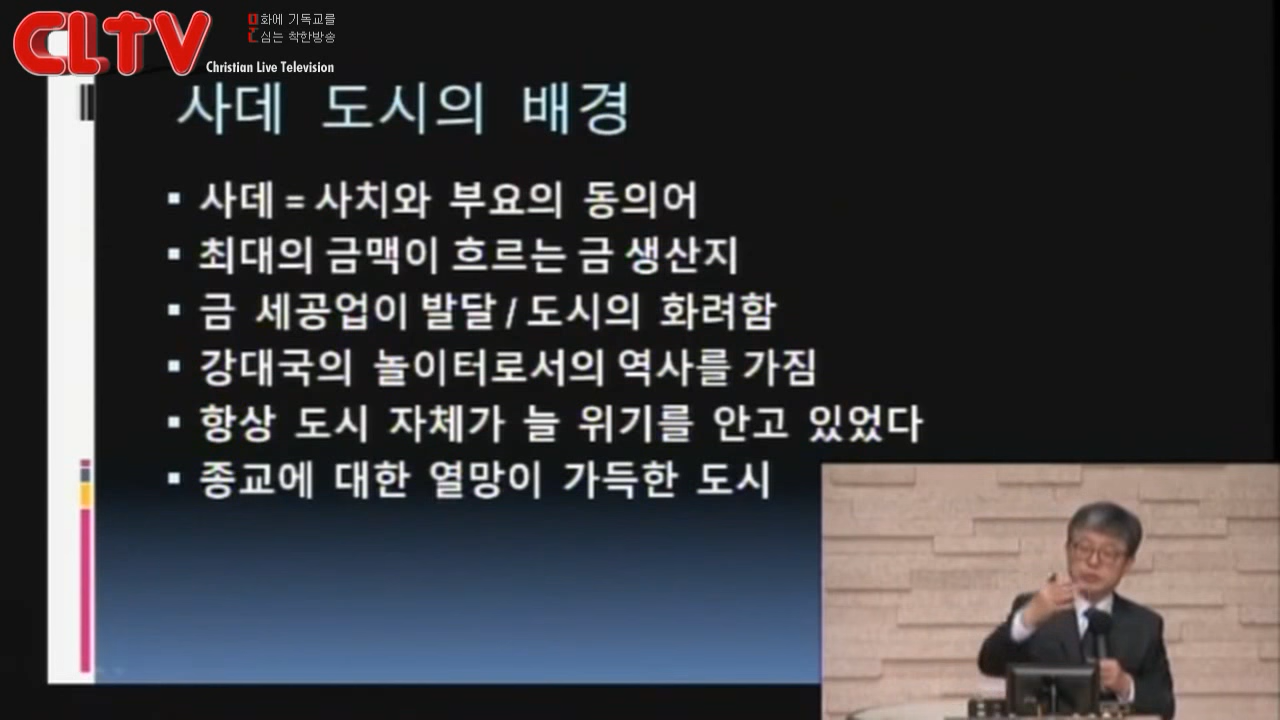 CLTV
문화에 기독교를
심는 착한방송
Christian Live Television
사데 도시의 배경
▪ 사데 = 사치와 부요의 동의어
▪ 최대의 금맥이 흐르는 금 생산지
▪ 금 세공업이 발달 / 도시의 화려함
▪ 강대국의 놀이터로서의 역사를 가짐
▪ 항상 도시 자체가 늘 위기를 안고 있었다
▪ 종교에 대한 열망이 가득한 도시